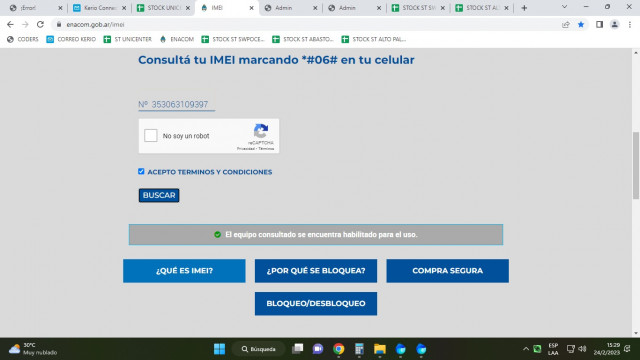 ¡Error!
Kerio Conne
STOCK UNIC
IMEI
Admin
Admin
STOCK ST SW
STOCK ST AL
enacom.gob.ar/imei
CODERS
CORREO KERIO
ST UNICENTER
ENACOM
STOCK ST SWPOCE...
STOCK ST ABASTO...
STOCK ST ALTO PAL...
Consultá tu IMEI marcando *#06# en tu celular
Nº 353063109397
No soy un robot
reCAPTCHA
Privacidad - Términos
ACEPTO TERMINOS Y CONDICIONES
BUSCAR
El equipo consultado se encuentra habilitado para el uso.
¿QUÉ ES IMEI?
¿POR QUÉ SE BLOQUEA?
COMPRA SEGURA
BLOQUEO/DESBLOQUEO
30°C
Muy nublado
Búsqueda
ESP
LAA
15:29
24/2/2023